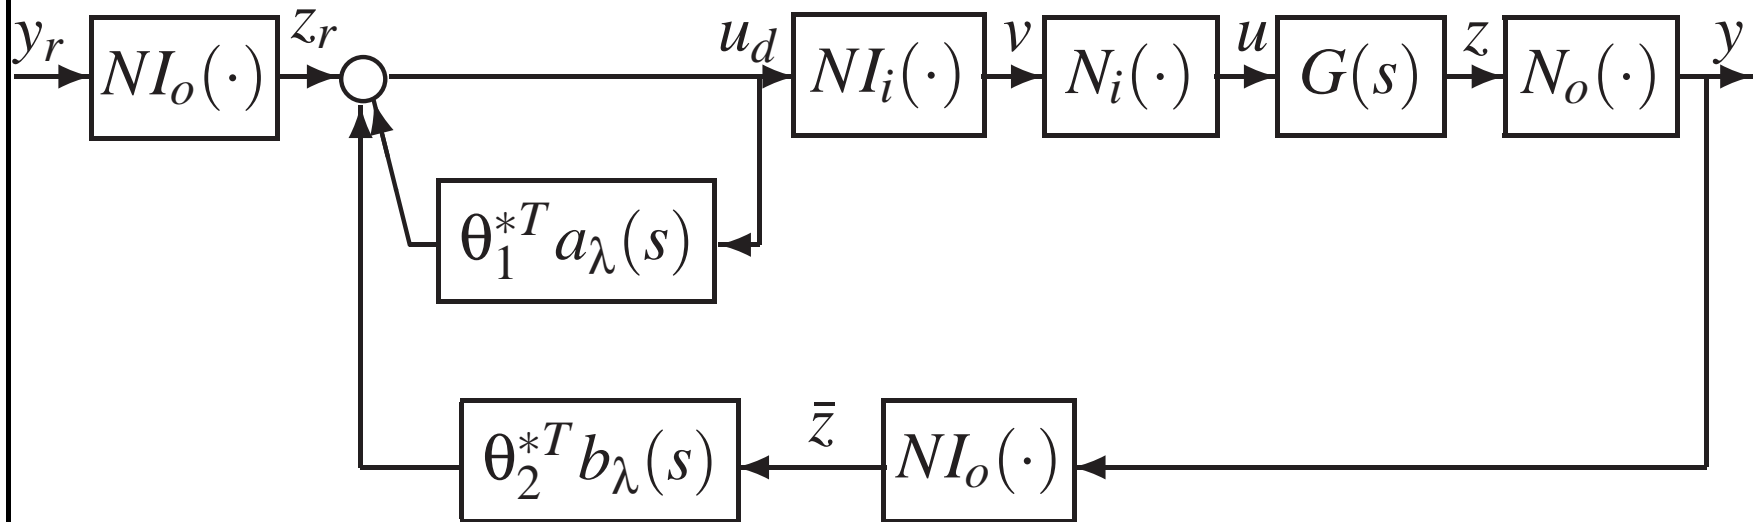 y_r NI_o(·) z_r u_d NI_i(·) v N_i(·) u G(s) z N_o(·) y
θ_1^{*T} a_λ(s)
θ_2^{*T} b_λ(s) z̄ NI_o(·)